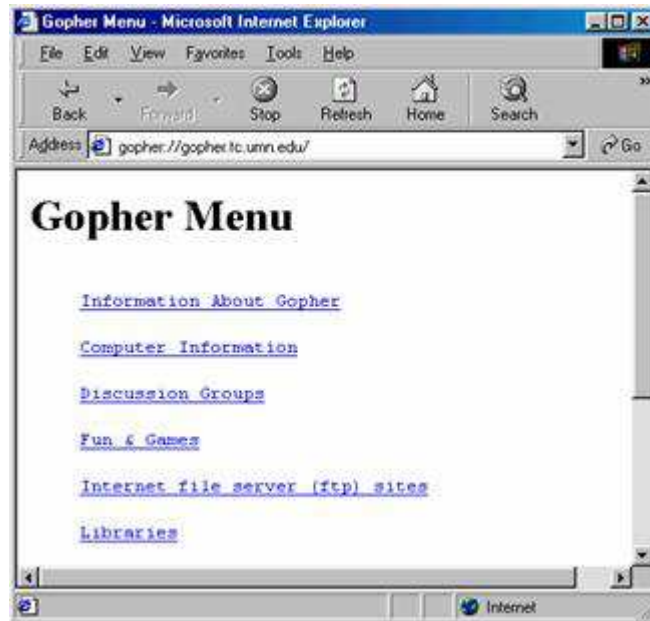 Gopher Menu - Microsoft Internet Explorer
File Edit View Favorites Tools Help
Back Forward Stop Refresh Home Search »
Address gopher://gopher.tc.umn.edu/ Go
Gopher Menu
Information About Gopher
Computer Information
Discussion Groups
Fun & Games
Internet file server (ftp) sites
Libraries
Internet